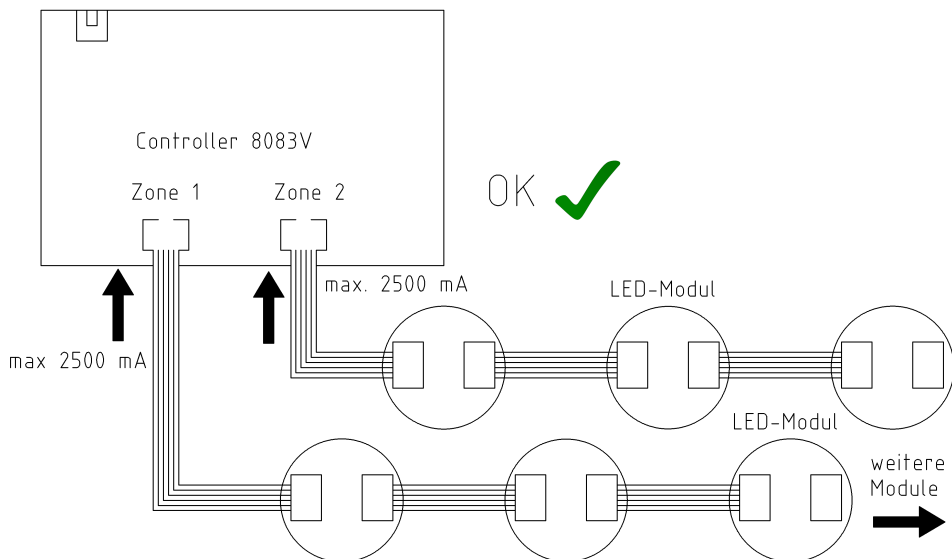 Controller 8083V
Zone 1
Zone 2
OK
max. 2500 mA
LED-Modul
max 2500 mA
LED-Modul
weitere
Module